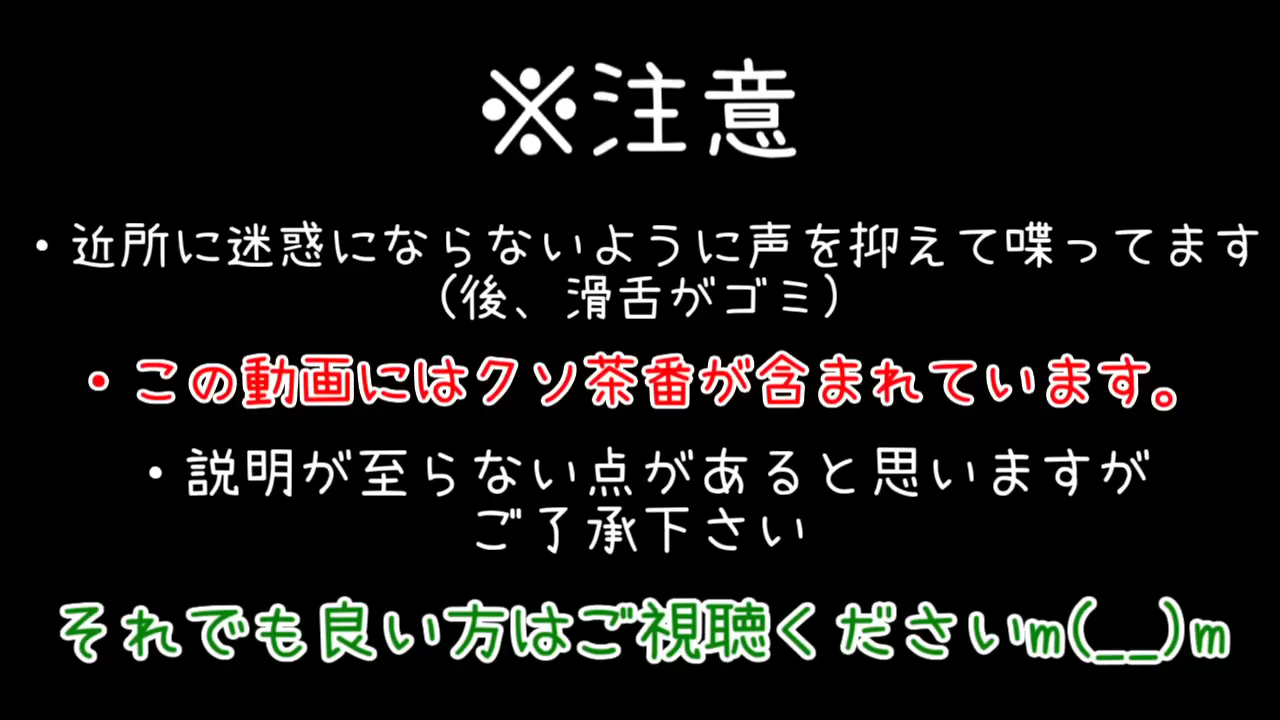 ※注意
・近所に迷惑にならないように声を抑えて喋ってます
(後、滑舌がゴミ)
・この動画にはクソ茶番が含まれています。
・説明が至らない点があると思いますが
ご了承下さい
それでも良い方はご視聴くださいm(__)m